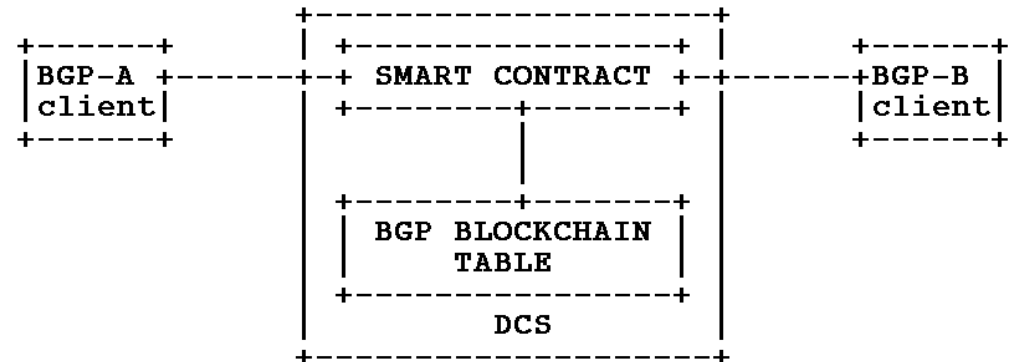 BGP-A SMART CONTRACT BGP-B
client client
BGP BLOCKCHAIN
TABLE
DCS